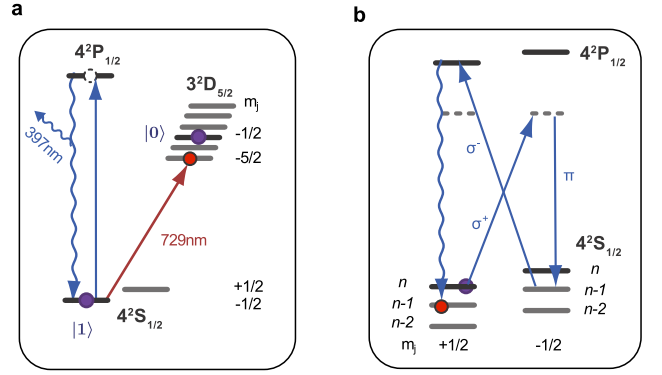 a
4²P₁/₂
3²D₅/₂
mⱼ
|0⟩
-1/2
-5/2
397nm
729nm
+1/2
-1/2
4²S₁/₂
|1⟩
b
4²P₁/₂
σ⁻
σ⁺
π
4²S₁/₂
n
n
n-1
n-1
n-2
n-2
mⱼ
+1/2
-1/2